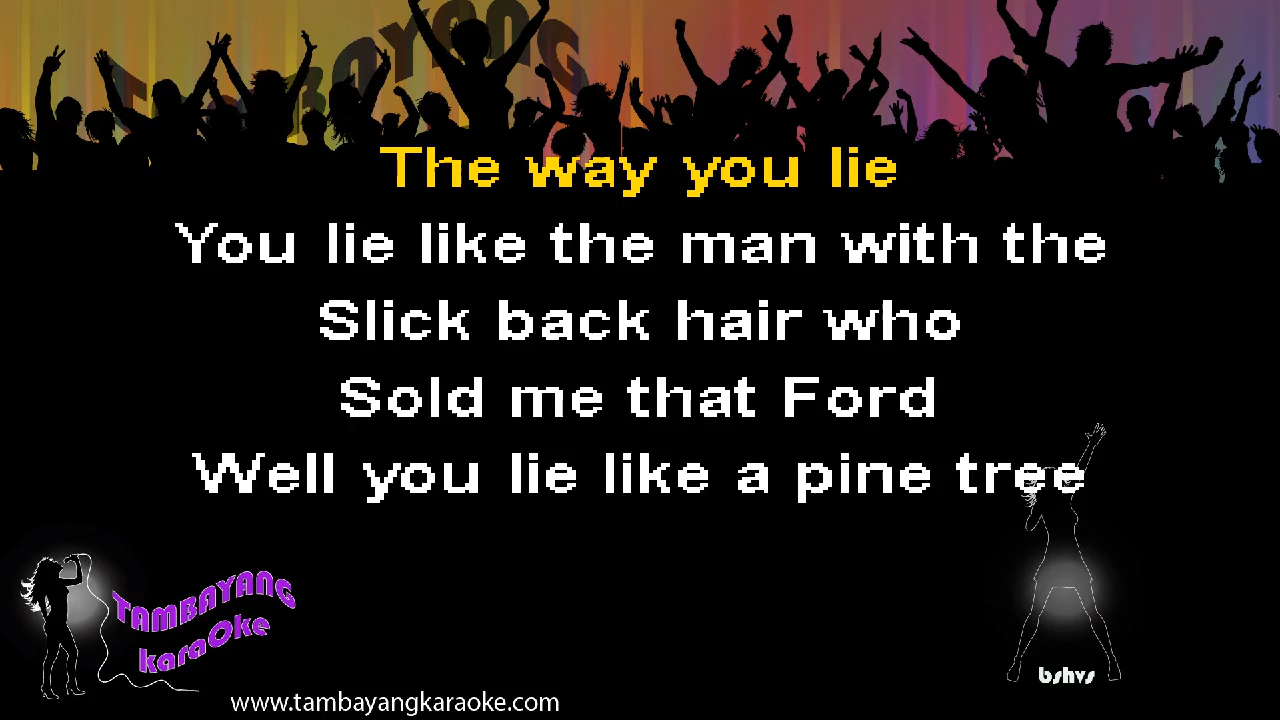 TAMBAYANG
The way you lie
You lie like the man with the
Slick back hair who
Sold me that Ford
Well you lie like a pine tree
TAMBAYANG
karaOke
bshvs
www.tambayangkaraoke.com